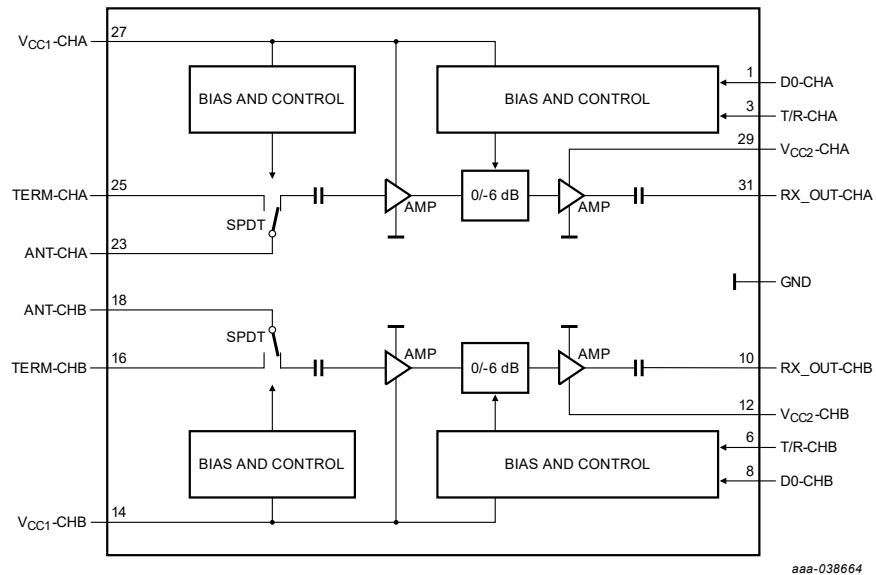 VCC1-CHA 27
BIAS AND CONTROL
BIAS AND CONTROL
1 D0-CHA
3 T/R-CHA
29 VCC2-CHA
TERM-CHA 25
SPDT
AMP
0/-6 dB
AMP
31 RX_OUT-CHA
ANT-CHA 23
GND
ANT-CHB 18
SPDT
TERM-CHB 16
AMP
0/-6 dB
AMP
10 RX_OUT-CHB
12 VCC2-CHB
BIAS AND CONTROL
BIAS AND CONTROL
6 T/R-CHB
8 D0-CHB
VCC1-CHB 14
aaa-038664